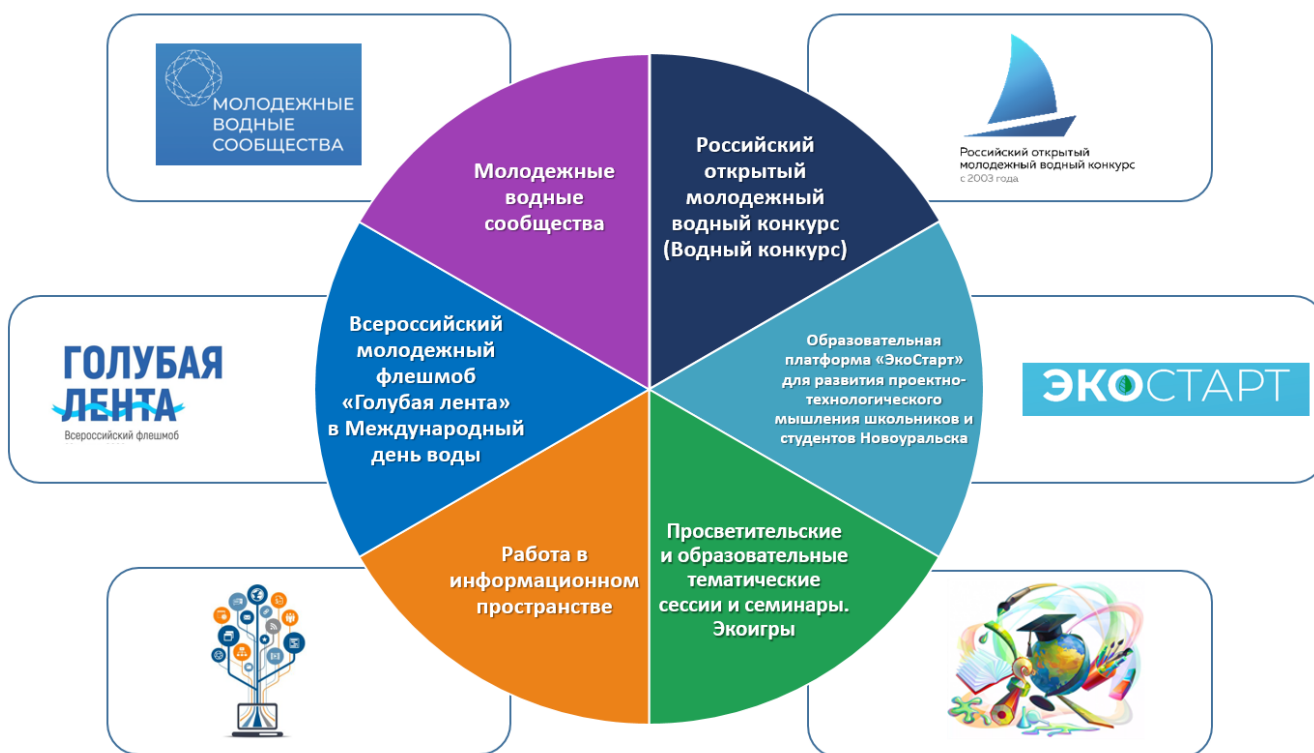 МОЛОДЕЖНЫЕ
ВОДНЫЕ
СООБЩЕСТВА
Российский открытый
молодежный водный конкурс
с 2003 года
Молодежные
водные
сообщества
Российский
открытый
молодежный
водный конкурс
(Водный конкурс)
ГОЛУБАЯ
ЛЕНТА
Всероссийский флешмоб
Всероссийский
молодежный
флешмоб
«Голубая лента»
в Международный
день воды
Образовательная
платформа «ЭкоСтарт»
для развития проектно-
технологического
мышления школьников и
студентов Новоуральска
ЭКОСТАРТ
Работа в
информационном
пространстве
Просветительские
и образовательные
тематические
сессии и семинары.
Экоигры